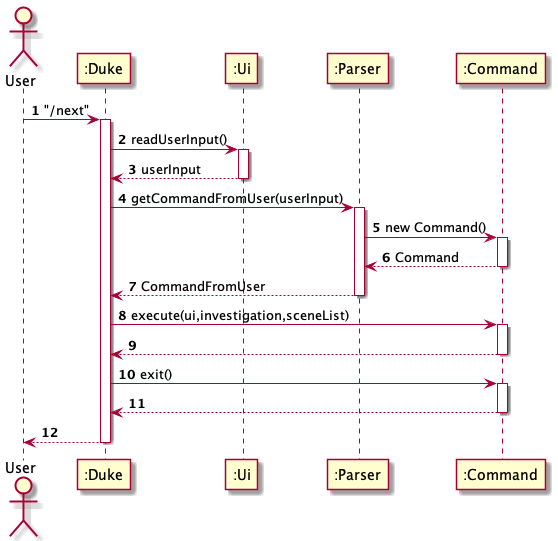 User
:Duke
:Ui
:Parser
:Command
1 "/next"
2 readUserInput()
3 userInput
4 getCommandFromUser(userInput)
5 new Command()
6 Command
7 CommandFromUser
8 execute(ui,investigation,sceneList)
9
10 exit()
11
12
User
:Duke
:Ui
:Parser
:Command